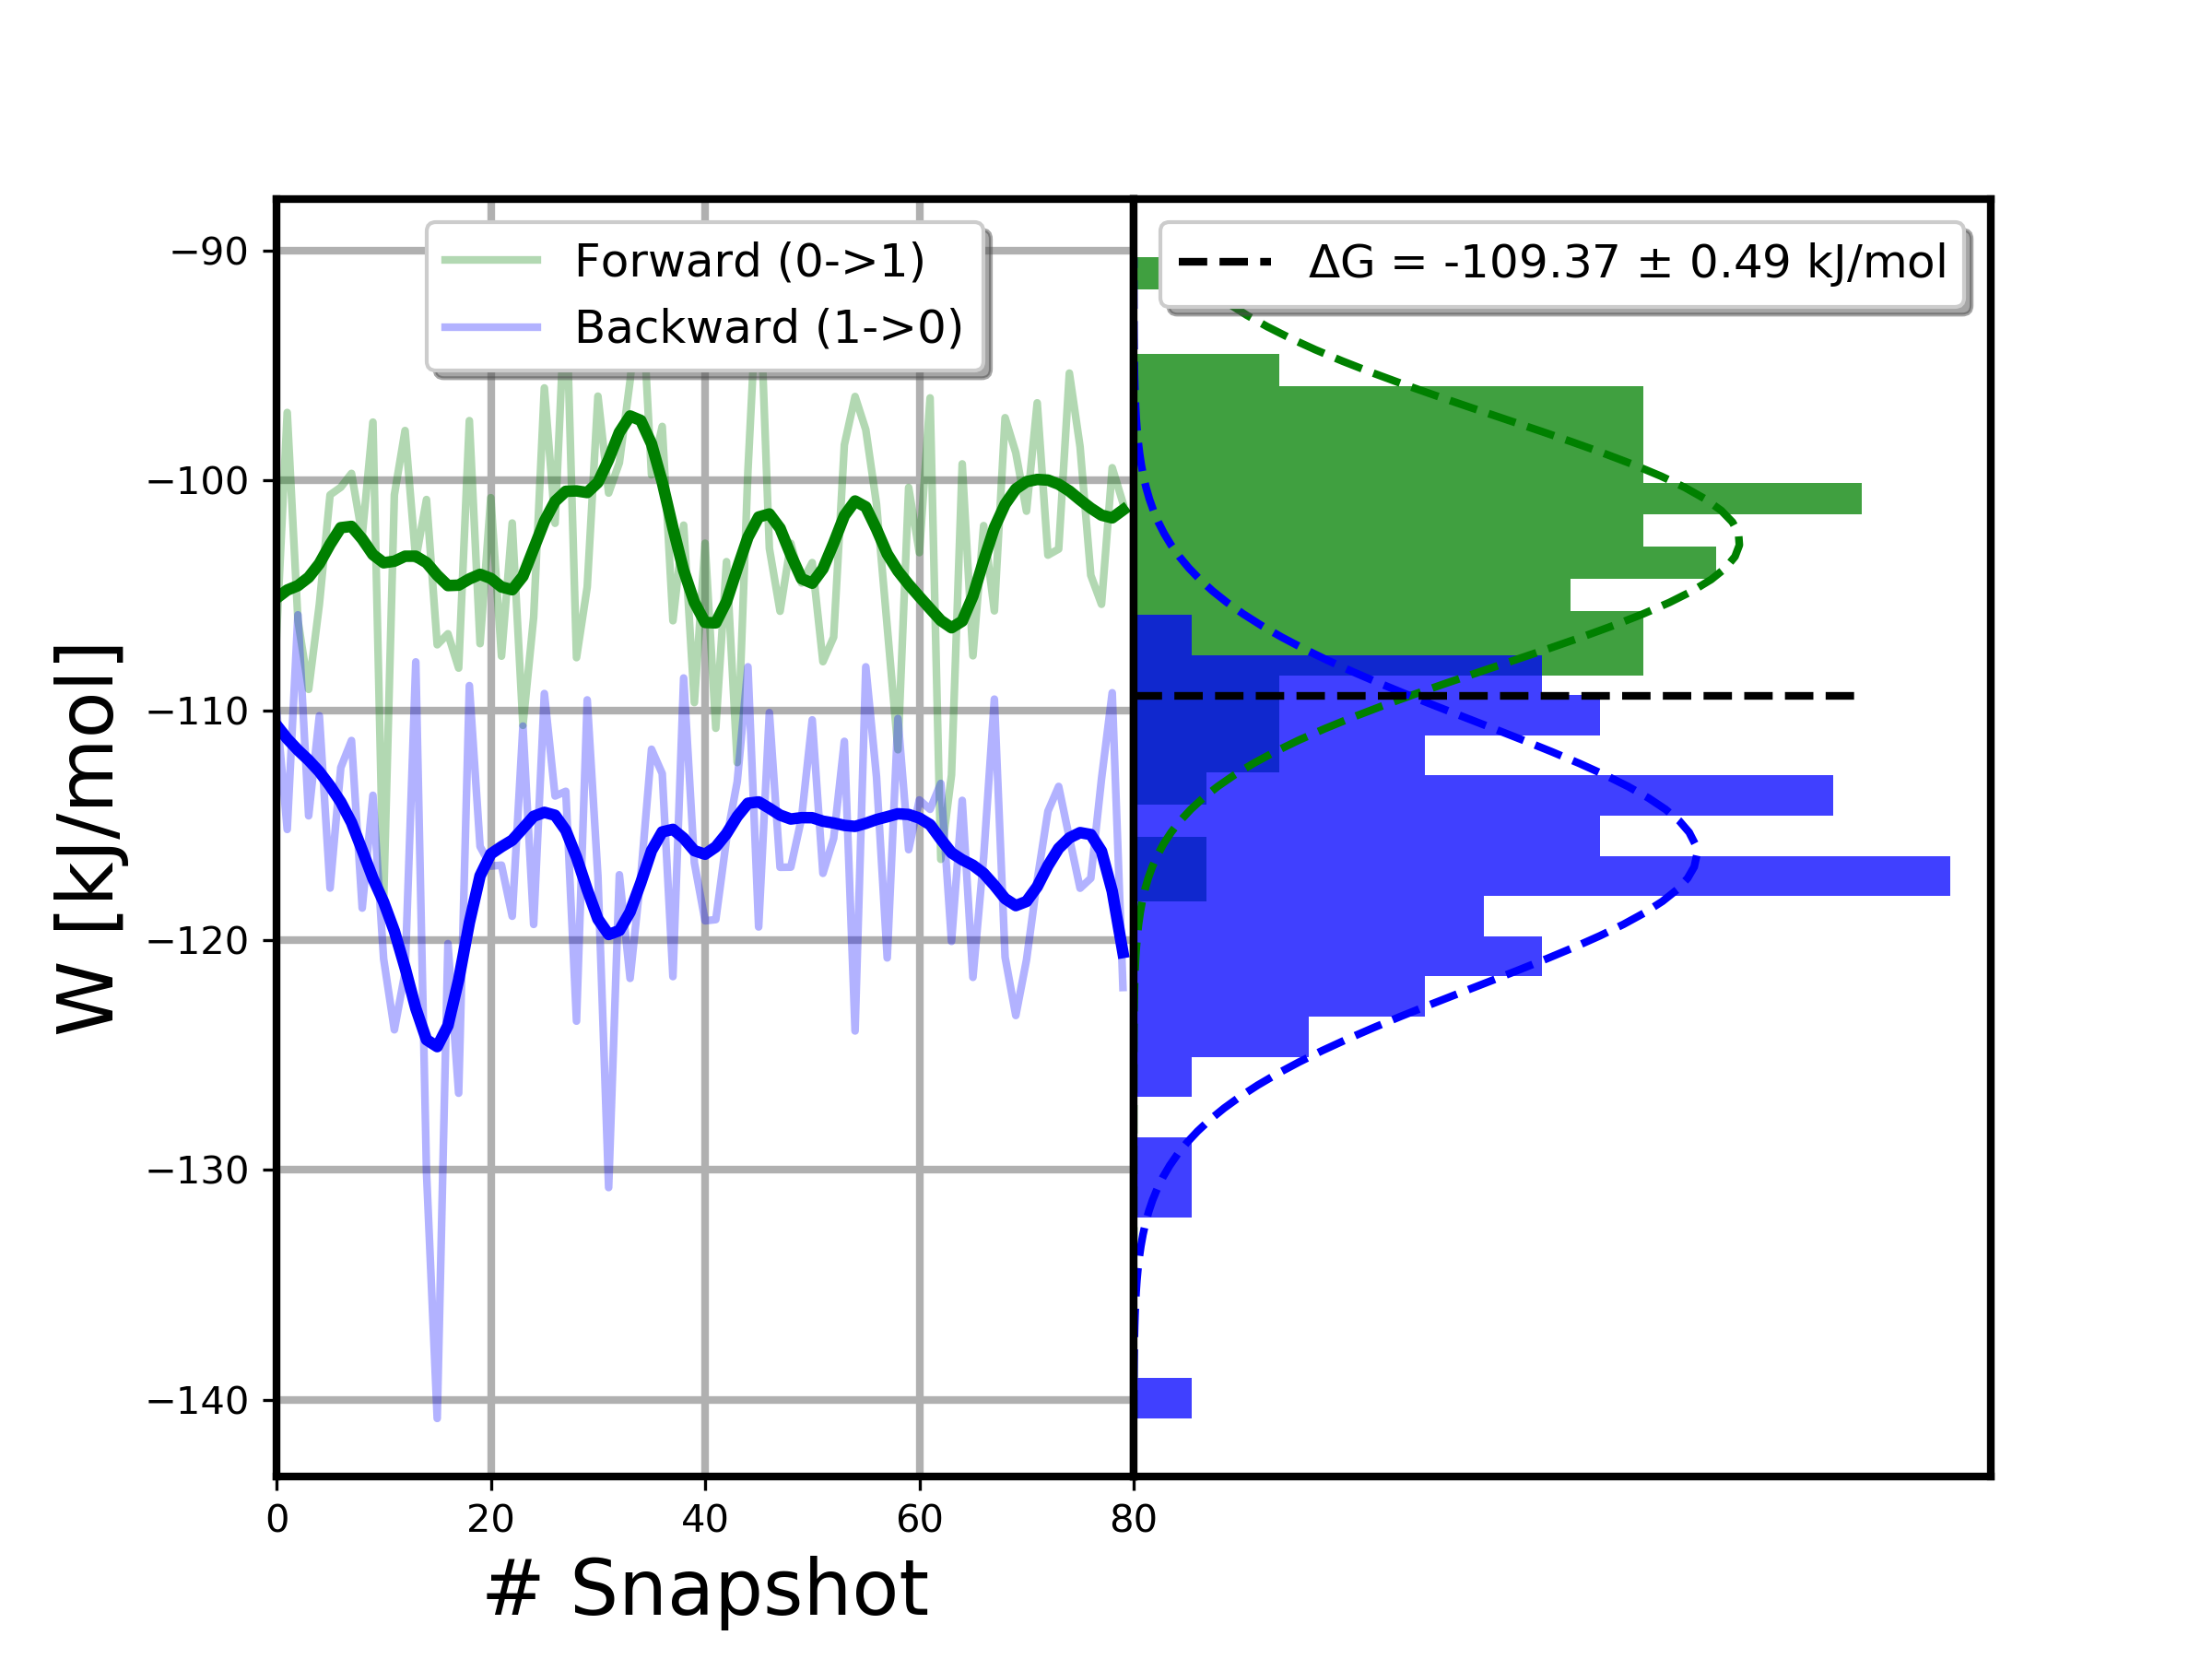 Forward (0->1)
Backward (1->0)
ΔG = -109.37 ± 0.49 kJ/mol
W [kJ/mol]
−90
−100
−110
−120
−130
−140
0 20 40 60 80
# Snapshot